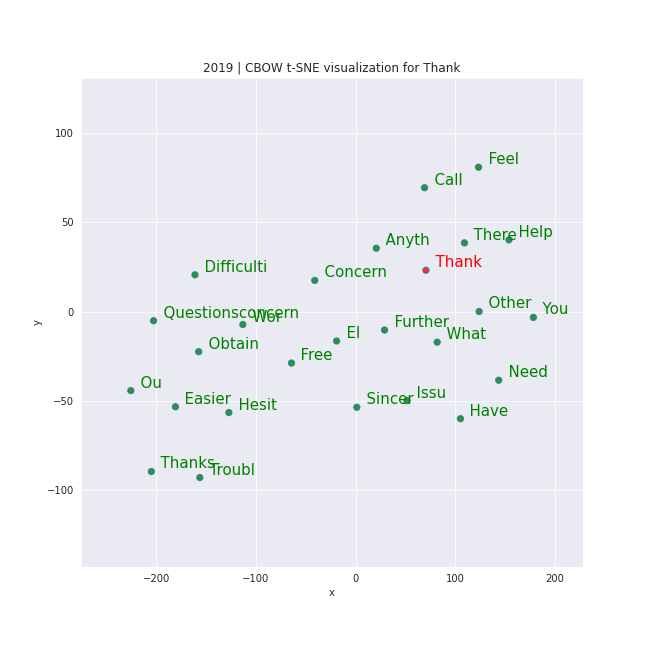 2019 | CBOW t-SNE visualization for Thank
100
50
0
−50
−100
y
Feel
Call
There Help
Anyth
Thank
Difficulti
Concern
Other
You
Questionsconcern
Wor
Further
El
What
Obtain
Free
Need
Ou
Issu
Easier
Sincer
Hesit
Have
Thanks
Troubl
−200 −100 0 100 200
x